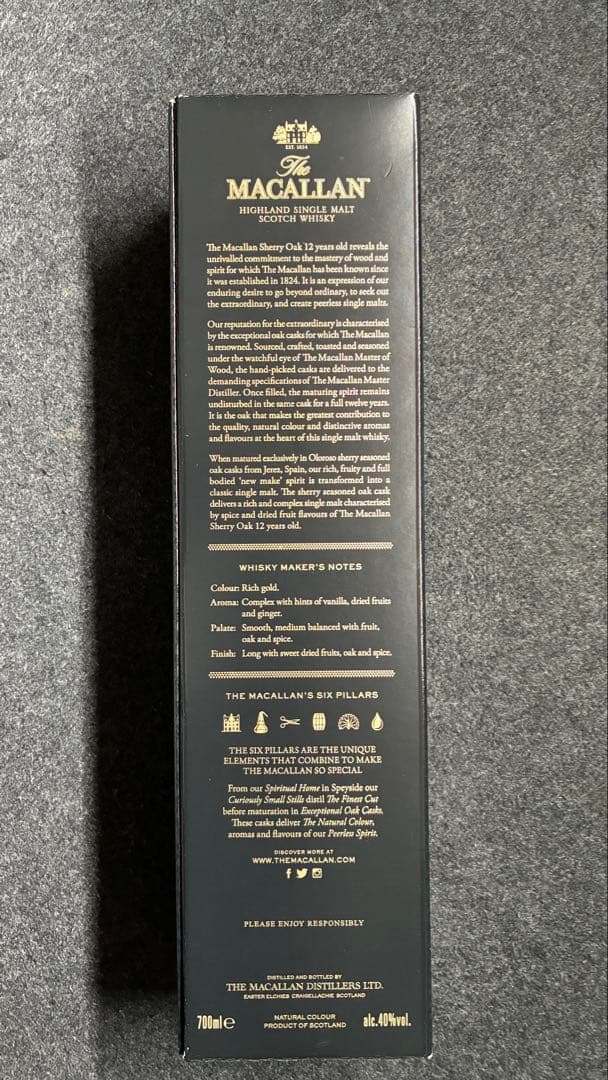 EST. 1824
The
MACALLAN
HIGHLAND SINGLE MALT
SCOTCH WHISKY
The Macallan Sherry Oak 12 years old reveals the
unrivalled commitment to the mastery of wood and
spirit for which The Macallan has been known since
it was established in 1824. It is an expression of our
enduring desire to go beyond ordinary, to seek out
the extraordinary, and create peerless single malts.
Our reputation for the extraordinary is characterised
by the exceptional oak casks for which The Macallan
is renowned. Sourced, crafted, toasted and seasoned
under the watchful eye of The Macallan Master of
Wood, the hand-picked casks are delivered to the
demanding specifications of The Macallan Master
Distiller. Once filled, the maturing spirit remains
undisturbed in the same cask for a full twelve years.
It is the oak that makes the greatest contribution to
the quality, natural colour and distinctive aromas
and flavours at the heart of this single malt whisky.
When matured exclusively in Oloroso sherry seasoned
oak casks from Jerez, Spain, our rich, fruity and full
bodied 'new make' spirit is transformed into a
classic single malt. The sherry seasoned oak cask
delivers a rich and complex single malt characterised
by spice and dried fruit flavours of The Macallan
Sherry Oak 12 years old.
WHISKY MAKER'S NOTES
Colour: Rich gold.
Aroma: Complex with hints of vanilla, dried fruits
and ginger.
Palate: Smooth, medium balanced with fruit,
oak and spice.
Finish: Long with sweet dried fruits, oak and spice.
THE MACALLAN'S SIX PILLARS
THE SIX PILLARS ARE THE UNIQUE
ELEMENTS THAT COMBINE TO MAKE
THE MACALLAN SO SPECIAL
From our Spiritual Home in Speyside our
Curiously Small Stills distil The Finest Cut
before maturation in Exceptional Oak Casks.
These casks deliver The Natural Colour,
aromas and flavours of our Peerless Spirit.
DISCOVER MORE AT
WWW.THEMACALLAN.COM
PLEASE ENJOY RESPONSIBLY
DISTILLED AND BOTTLED BY
THE MACALLAN DISTILLERS LTD.
EASTER ELCHIES CRAIGELLACHIE SCOTLAND
700ml e NATURAL COLOUR alc.40%vol.
PRODUCT OF SCOTLAND